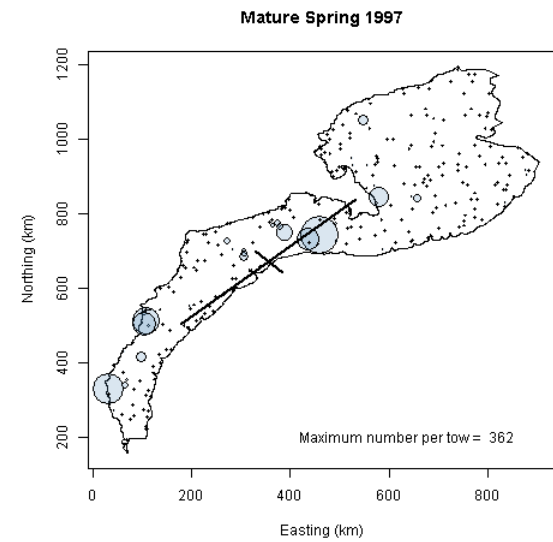 Mature Spring 1997
1200
1000
800
600
400
200
Northing (km)
Maximum number per tow = 362
0 200 400 600 800
Easting (km)